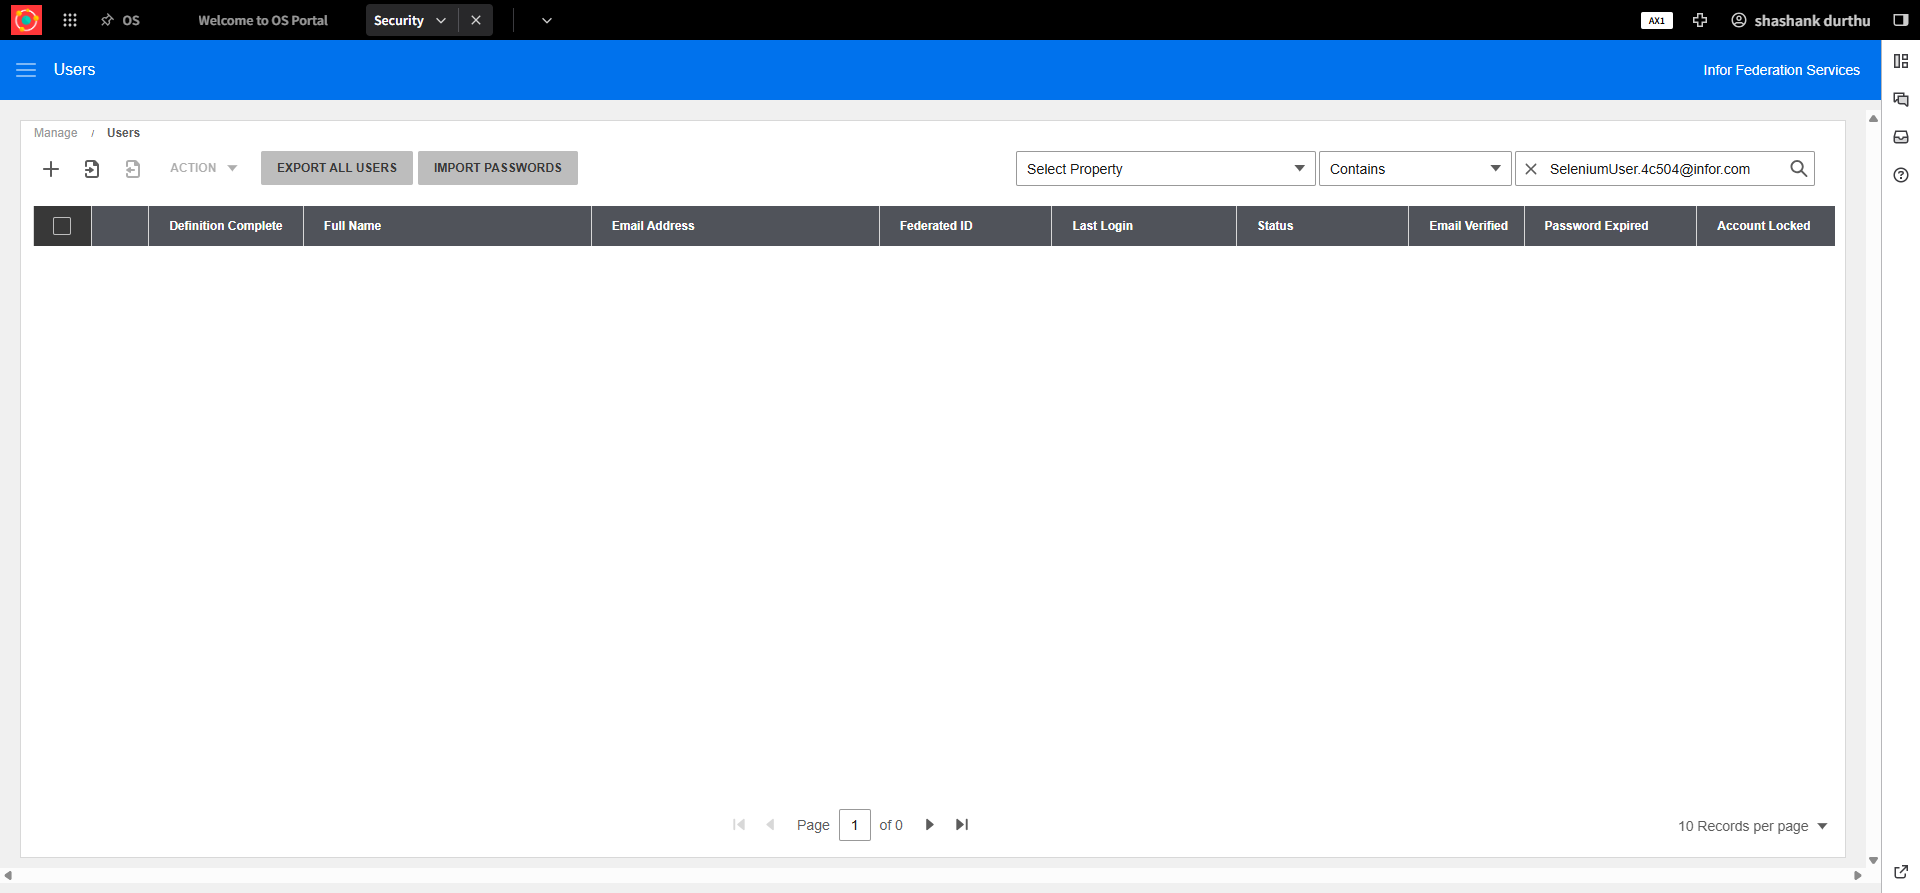 OS
Welcome to OS Portal
Security
AX1
shashank durthu
Users
Infor Federation Services
Manage / Users
ACTION
EXPORT ALL USERS
IMPORT PASSWORDS
Select Property
Contains
SeleniumUser.4c504@infor.com
Definition Complete
Full Name
Email Address
Federated ID
Last Login
Status
Email Verified
Password Expired
Account Locked
Page 1 of 0
10 Records per page